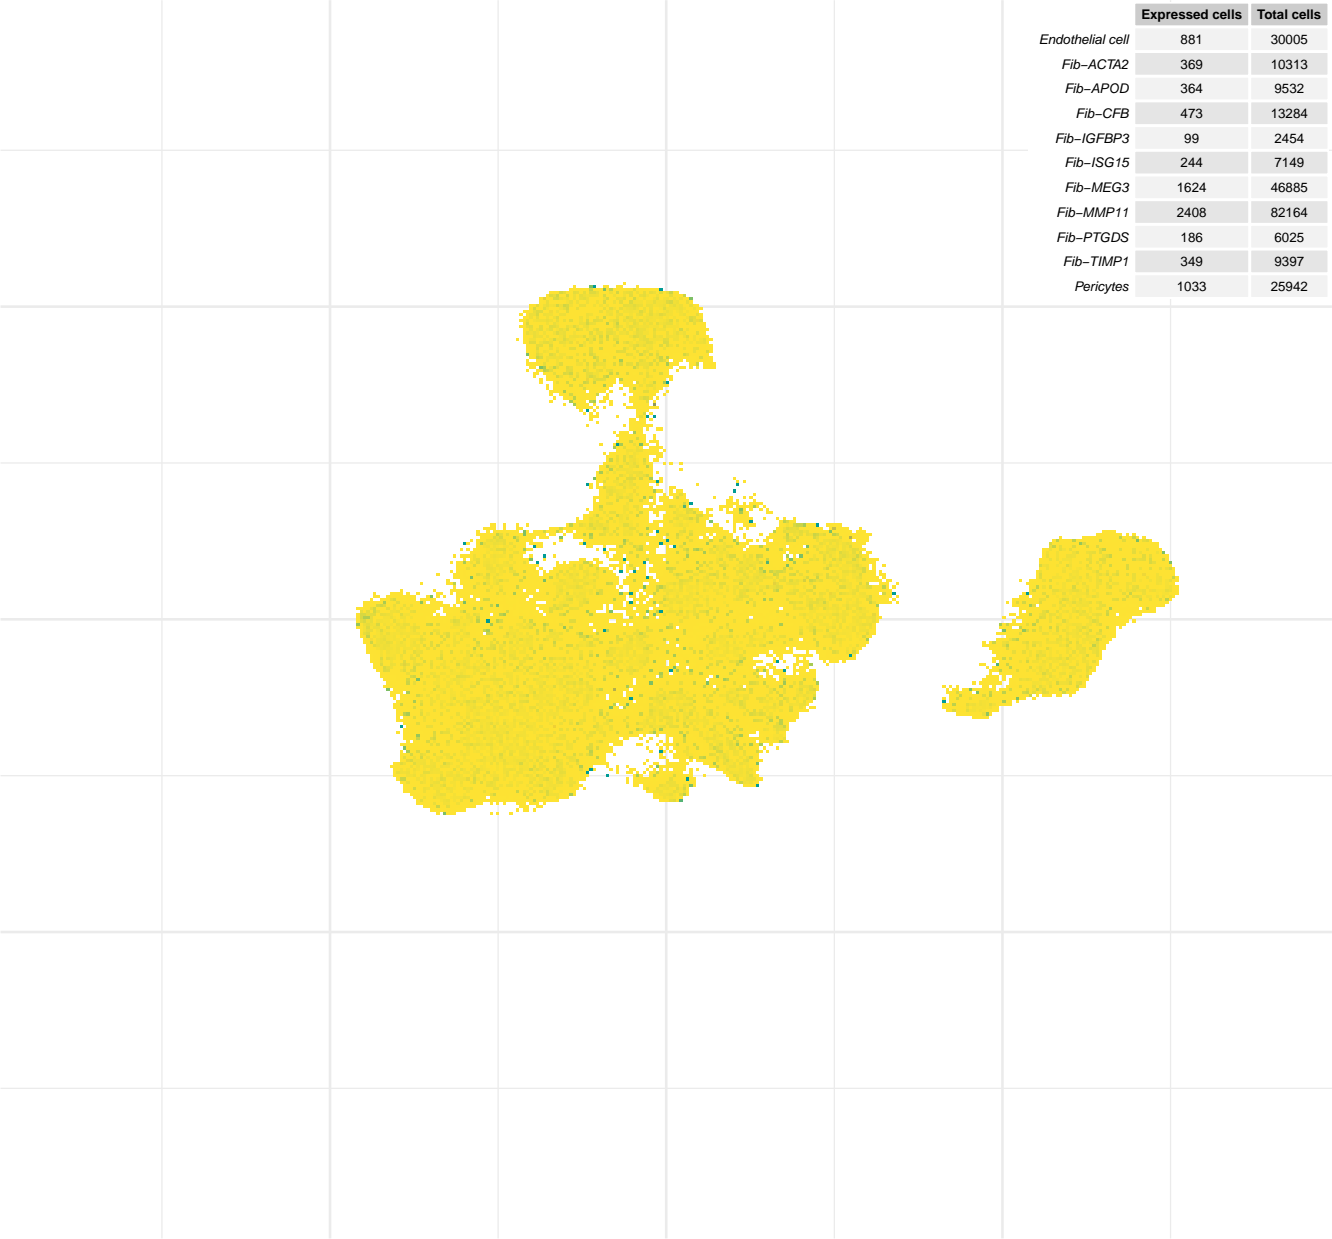 Expressed cells Total cells
Endothelial cell 881 30005
Fib−ACTA2 369 10313
Fib−APOD 364 9532
Fib−CFB 473 13284
Fib−IGFBP3 99 2454
Fib−ISG15 244 7149
Fib−MEG3 1624 46885
Fib−MMP11 2408 82164
Fib−PTGDS 186 6025
Fib−TIMP1 349 9397
Pericytes 1033 25942